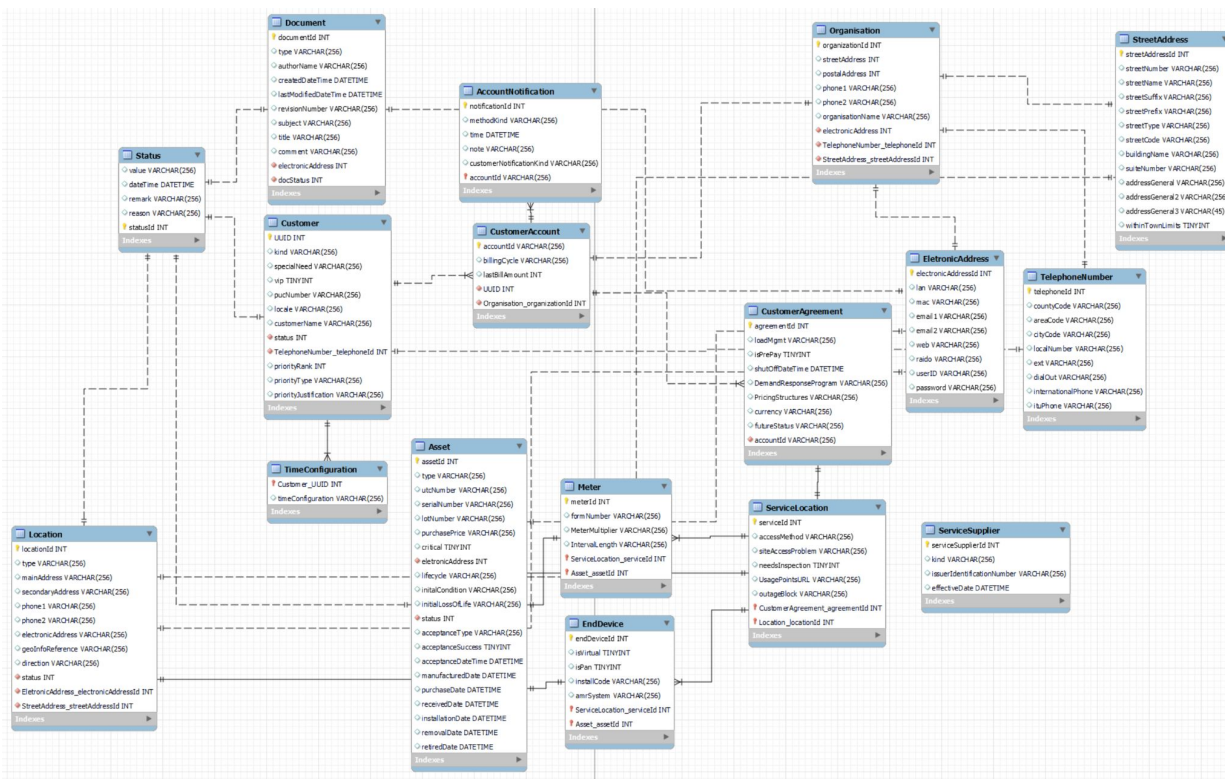 Document
documentId INT
type VARCHAR(256)
authorName VARCHAR(256)
createdDateTime DATETIME
lastModifiedDateTime DATETIME
revisionNumber VARCHAR(256)
subject VARCHAR(256)
title VARCHAR(256)
comment VARCHAR(256)
electronicAddress INT
docStatus INT
Indexes
AccountNotification
notificationId INT
methodKind VARCHAR(256)
time DATETIME
note VARCHAR(256)
customerNotificationKind VARCHAR(256)
accountId VARCHAR(256)
Indexes
Organisation
organizationId INT
streetAddress INT
postalAddress INT
phone1 VARCHAR(256)
phone2 VARCHAR(256)
organisationName VARCHAR(256)
electronicAddress INT
TelephoneNumber_telephoneId INT
StreetAddress_streetAddressId INT
Indexes
StreetAddress
streetAddressId INT
streetNumber VARCHAR(256)
streetName VARCHAR(256)
streetSuffix VARCHAR(256)
streetPrefix VARCHAR(256)
streetType VARCHAR(256)
streetCode VARCHAR(256)
buildingName VARCHAR(256)
suiteNumber VARCHAR(256)
addressGeneral VARCHAR(256)
addressGeneral2 VARCHAR(256)
addressGeneral3 VARCHAR(45)
withinTownLimits TINYINT
Indexes
Status
value VARCHAR(256)
dateTime DATETIME
remark VARCHAR(256)
reason VARCHAR(256)
statusId INT
Indexes
Customer
UUID INT
kind VARCHAR(256)
specialNeed VARCHAR(256)
vip TINYINT
pucNumber VARCHAR(256)
locale VARCHAR(256)
customerName VARCHAR(256)
status INT
TelephoneNumber_telephoneId INT
priorityRank INT
priorityType VARCHAR(256)
priorityJustification VARCHAR(256)
Indexes
CustomerAccount
accountId VARCHAR(256)
billingCycle VARCHAR(256)
lastBillAmount INT
UUID INT
Organisation_organizationId INT
Indexes
EletronicAddress
electronicAddressId INT
lan VARCHAR(256)
mac VARCHAR(256)
email1 VARCHAR(256)
email2 VARCHAR(256)
web VARCHAR(256)
raido VARCHAR(256)
userID VARCHAR(256)
password VARCHAR(256)
Indexes
TelephoneNumber
telephoneId INT
countyCode VARCHAR(256)
areaCode VARCHAR(256)
cityCode VARCHAR(256)
localNumber VARCHAR(256)
ext VARCHAR(256)
dialOut VARCHAR(256)
internationalPhone VARCHAR(256)
ituPhone VARCHAR(256)
Indexes
CustomerAgreement
agreementId INT
loadMgmt VARCHAR(256)
isPrePay TINYINT
shutOffDateTime DATETIME
DemandResponseProgram VARCHAR(256)
PricingStructures VARCHAR(256)
currency VARCHAR(256)
futureStatus VARCHAR(256)
accountId VARCHAR(256)
Indexes
TimeConfiguration
Customer_UUID INT
timeConfiguration VARCHAR(256)
Indexes
Asset
assetId INT
type VARCHAR(256)
utcNumber VARCHAR(256)
serialNumber VARCHAR(256)
lotNumber VARCHAR(256)
purchasePrice VARCHAR(256)
critical TINYINT
eletronicAddress INT
lifecycle VARCHAR(256)
initalCondition VARCHAR(256)
initialLossOfLife VARCHAR(256)
status INT
acceptanceType VARCHAR(256)
acceptanceSuccess TINYINT
acceptanceDateTime DATETIME
manufacturedDate DATETIME
purchaseDate DATETIME
receivedDate DATETIME
installationDate DATETIME
removalDate DATETIME
retiredDate DATETIME
Indexes
Meter
meterId INT
formNumber VARCHAR(256)
MeterMultiplier VARCHAR(256)
IntervalLength VARCHAR(256)
ServiceLocation_serviceId INT
Asset_assetId INT
Indexes
ServiceLocation
serviceId INT
accessMethod VARCHAR(256)
siteAccessProblem VARCHAR(256)
needsInspection TINYINT
UsagePointsURL VARCHAR(256)
outageBlock VARCHAR(256)
CustomerAgreement_agreementId INT
Location_locationId INT
Indexes
ServiceSupplier
serviceSupplierId INT
kind VARCHAR(256)
issuerIdentificationNumber VARCHAR(256)
effectiveDate DATETIME
Indexes
Location
locationId INT
type VARCHAR(256)
mainAddress VARCHAR(256)
secondaryAddress VARCHAR(256)
phone1 VARCHAR(256)
phone2 VARCHAR(256)
electronicAddress VARCHAR(256)
geoInfoReference VARCHAR(256)
direction VARCHAR(256)
status INT
EletronicAddress_electronicAddressId INT
StreetAddress_streetAddressId INT
Indexes
EndDevice
endDeviceId INT
isVirtual TINYINT
isPan TINYINT
installCode VARCHAR(256)
amrSystem VARCHAR(256)
ServiceLocation_serviceId INT
Asset_assetId INT
Indexes